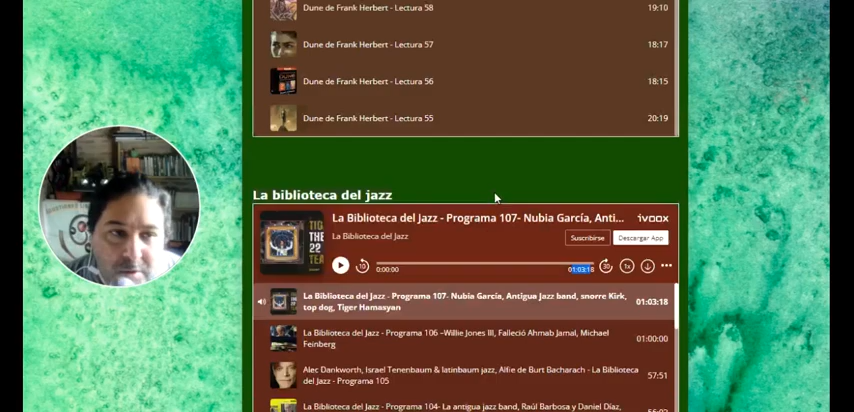 Dune de Frank Herbert - Lectura 58 19:10
Dune de Frank Herbert - Lectura 57 18:17
Dune de Frank Herbert - Lectura 56 18:15
Dune de Frank Herbert - Lectura 55 20:19
La biblioteca del jazz
La Biblioteca del Jazz - Programa 107- Nubia García, Anti... ivoox
La Biblioteca del Jazz Suscribirse Descargar App
10 0:00:00 01:03:18 30 1x
La Biblioteca del Jazz - Programa 107- Nubia García, Antigua Jazz band, snorre Kirk,
top dog, Tiger Hamasyan 01:03:18
La Biblioteca del Jazz - Programa 106 –Willie Jones III, Falleció Ahmab Jamal, Michael
Feinberg 01:00:00
Alec Dankworth, Israel Tenenbaum & latinbaum jazz, Alfie de Burt Bacharach - La Biblioteca
del Jazz - Programa 105 57:51
La Biblioteca del Jazz - Programa 104- La antigua jazz band, Raúl Barbosa y Daniel Díaz,